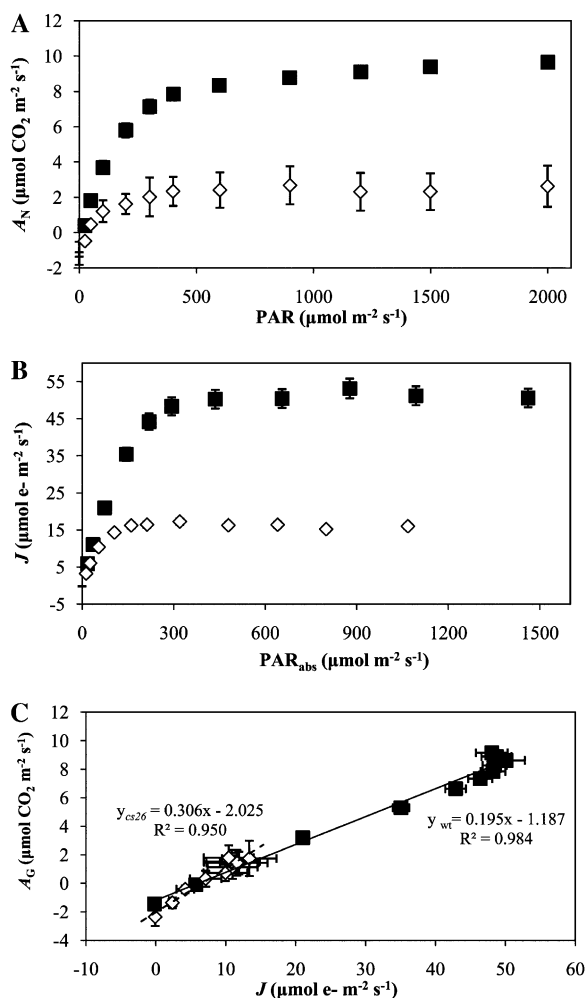 A
12
10
8
6
4
2
0
-2
A_N (µmol CO₂ m⁻² s⁻¹)
0 500 1000 1500 2000
PAR (µmol m⁻² s⁻¹)
B
55
45
35
25
15
5
-5
J (µmol e- m⁻² s⁻¹)
0 300 600 900 1200 1500
PAR_abs (µmol m⁻² s⁻¹)
C
12
10
8
6
4
2
0
-2
-4
A_G (µmol CO₂ m⁻² s⁻¹)
y_cs26 = 0.306x - 2.025
R² = 0.950
y_wt = 0.195x - 1.187
R² = 0.984
-10 0 10 20 30 40 50 60
J (µmol e- m⁻² s⁻¹)